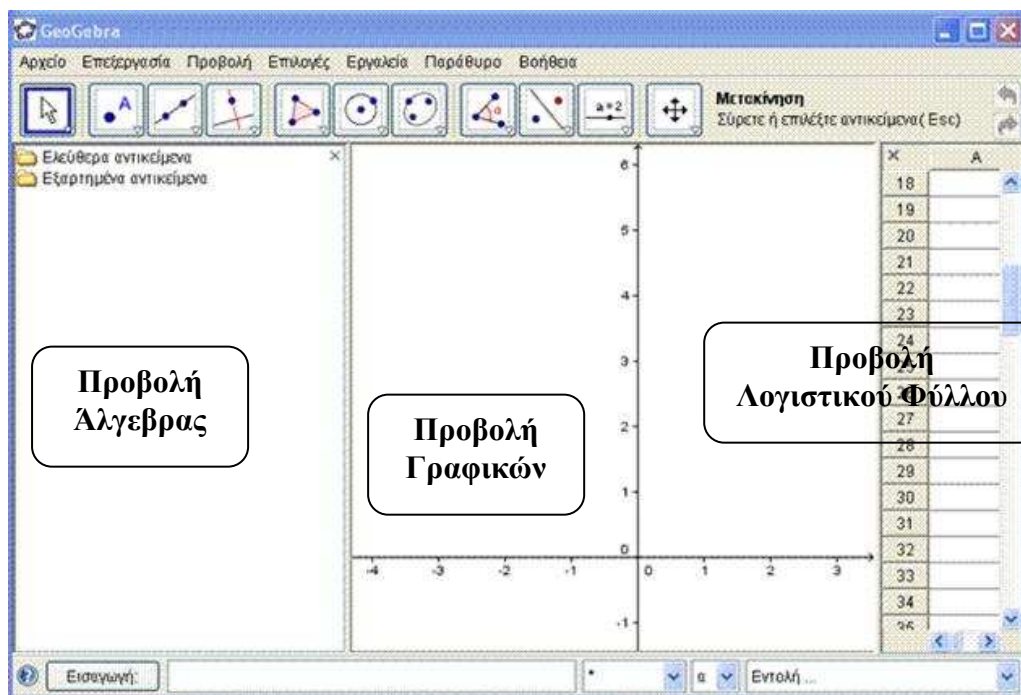 GeoGebra
Αρχείο Επεξεργασία Προβολή Επιλογές Εργαλεία Παράθυρο Βοήθεια
A
α
a=2
Μετακίνηση
Σύρετε ή επιλέξτε αντικείμενα (Esc)
Ελεύθερα αντικείμενα
Εξαρτημένα αντικείμενα
Προβολή
Άλγεβρας
6
5
4
3
2
1
0
-1
-4 -3 -2 -1 0 1 2 3
Προβολή
Γραφικών
A
18
19
20
21
22
23
24
25
26
27
28
29
30
31
32
33
34
35
Προβολή
Λογιστικού Φύλλου
Εισαγωγή: * α Εντολή ...